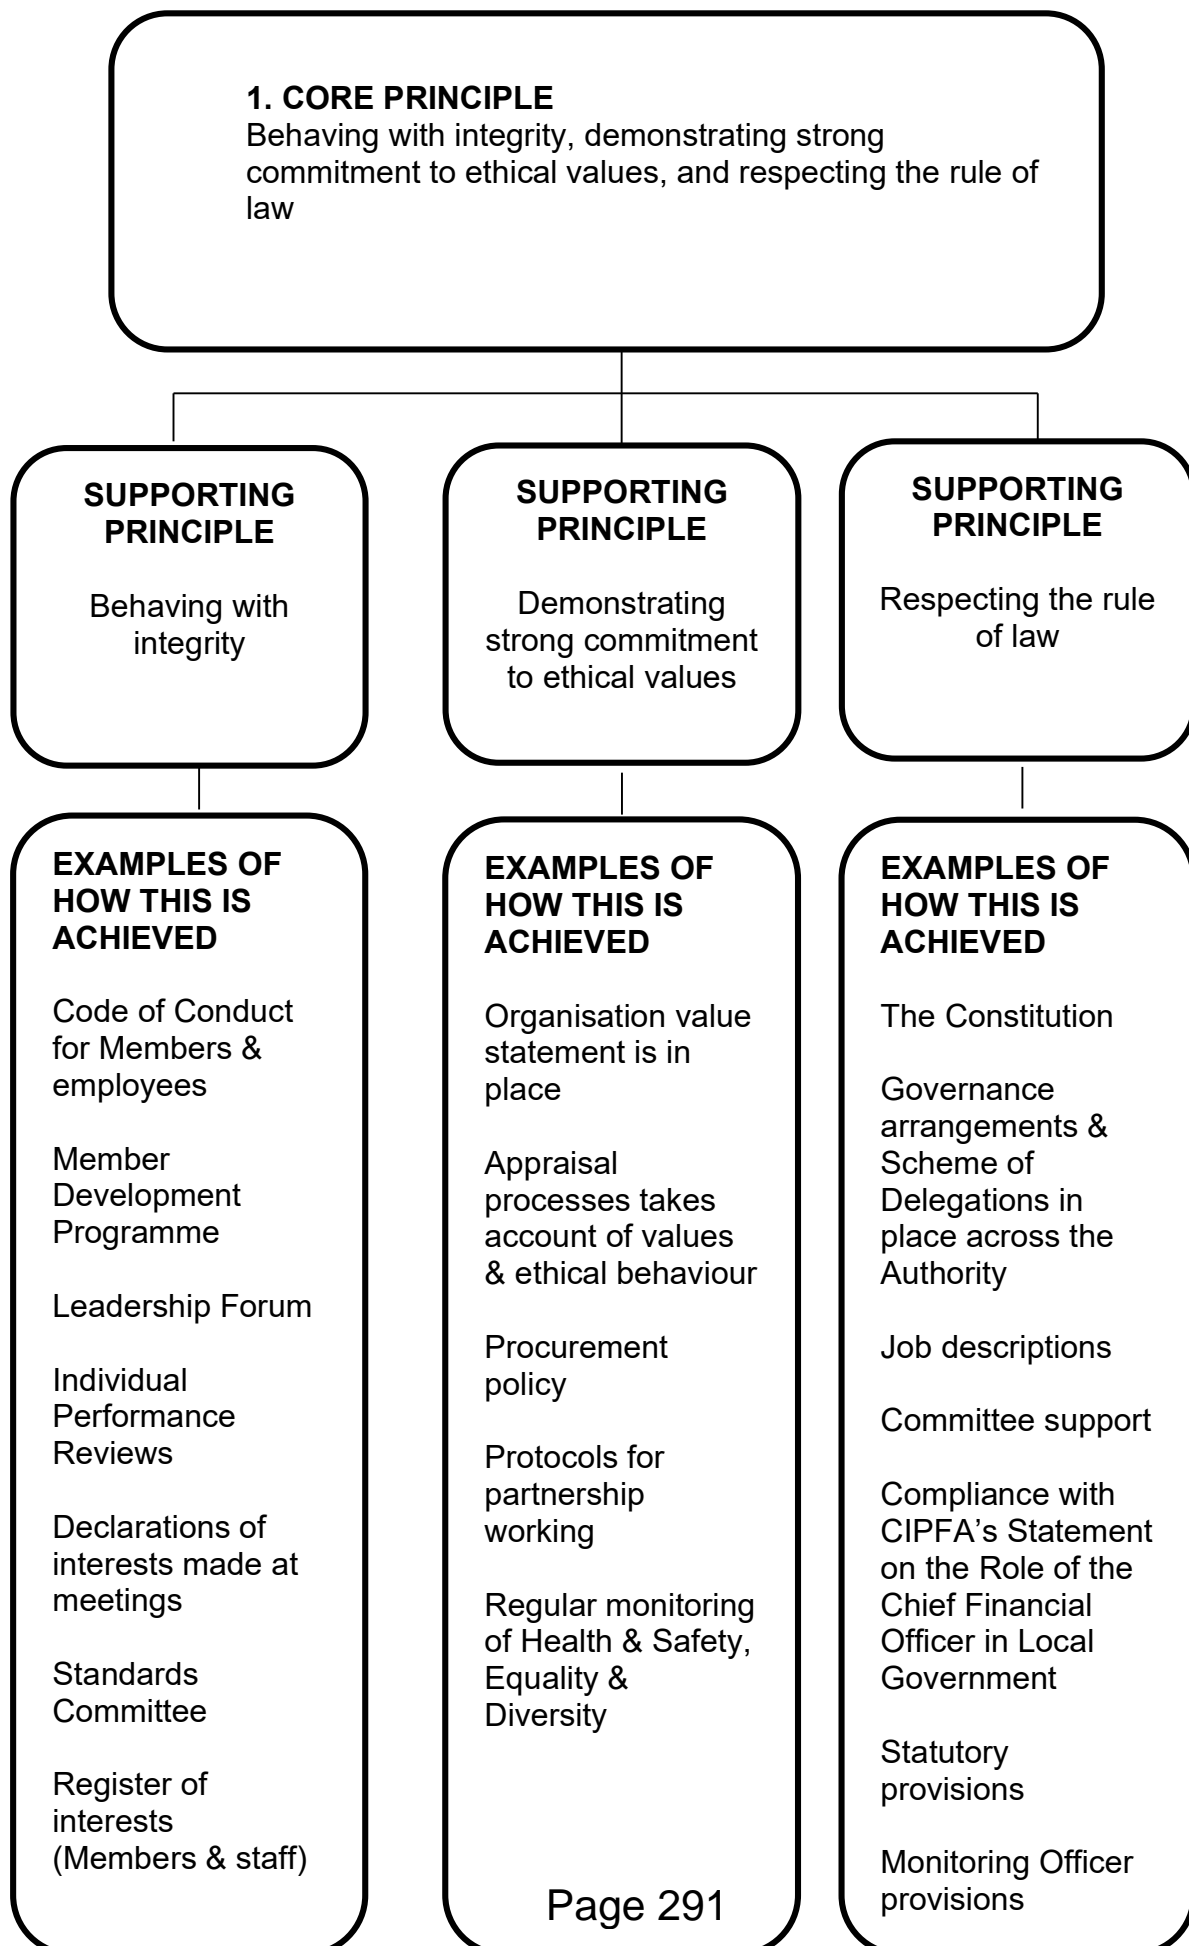 1. CORE PRINCIPLE
Behaving with integrity, demonstrating strong
commitment to ethical values, and respecting the rule of
law
SUPPORTING
PRINCIPLE
Behaving with
integrity
SUPPORTING
PRINCIPLE
Demonstrating
strong commitment
to ethical values
SUPPORTING
PRINCIPLE
Respecting the rule
of law
EXAMPLES OF
HOW THIS IS
ACHIEVED
Code of Conduct
for Members &
employees
Member
Development
Programme
Leadership Forum
Individual
Performance
Reviews
Declarations of
interests made at
meetings
Standards
Committee
Register of
interests
(Members & staff)
EXAMPLES OF
HOW THIS IS
ACHIEVED
Organisation value
statement is in
place
Appraisal
processes takes
account of values
& ethical behaviour
Procurement
policy
Protocols for
partnership
working
Regular monitoring
of Health & Safety,
Equality &
Diversity
EXAMPLES OF
HOW THIS IS
ACHIEVED
The Constitution
Governance
arrangements &
Scheme of
Delegations in
place across the
Authority
Job descriptions
Committee support
Compliance with
CIPFA’s Statement
on the Role of the
Chief Financial
Officer in Local
Government
Statutory
provisions
Monitoring Officer
provisions
Page 291